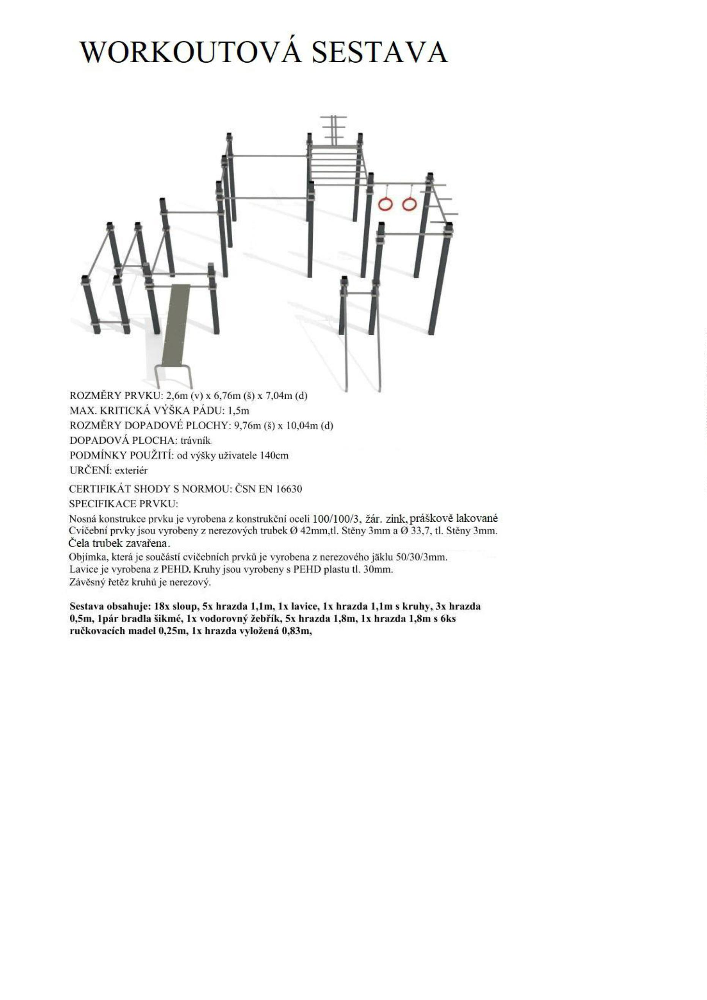 WORKOUTOVÁ SESTAVA
ROZMĚRY PRVKU: 2,6m (v) x 6,76m (š) x 7,04m (d)
MAX. KRITICKÁ VÝŠKA PÁDU: 1,5m
ROZMĚRY DOPADOVÉ PLOCHY: 9,76m (š) x 10,04m (d)
DOPADOVÁ PLOCHA: trávník
PODMÍNKY POUŽITÍ: od výšky uživatele 140cm
URČENÍ: exteriér
CERTIFIKÁT SHODY S NORMOU: ČSN EN 16630
SPECIFIKACE PRVKU:
Nosná konstrukce prvku je vyrobena z konstrukční oceli 100/100/3, žár. zink, práškově lakované
Cvičební prvky jsou vyrobeny z nerezových trubek Ø 42mm,tl. Stěny 3mm a Ø 33,7, tl. Stěny 3mm.
Čela trubek zavařena.
Objímka, která je součástí cvičebních prvků je vyrobena z nerezového jäklu 50/30/3mm.
Lavice je vyrobena z PEHD. Kruhy jsou vyrobeny s PEHD plastu tl. 30mm.
Závěsný řetěz kruhů je nerezový.
Sestava obsahuje: 18x sloup, 5x hrazda 1,1m, 1x lavice, 1x hrazda 1,1m s kruhy, 3x hrazda
0,5m, 1pár bradla šikmé, 1x vodorovný žebřík, 5x hrazda 1,8m, 1x hrazda 1,8m s 6ks
ručkovacích madel 0,25m, 1x hrazda vyložená 0,83m,